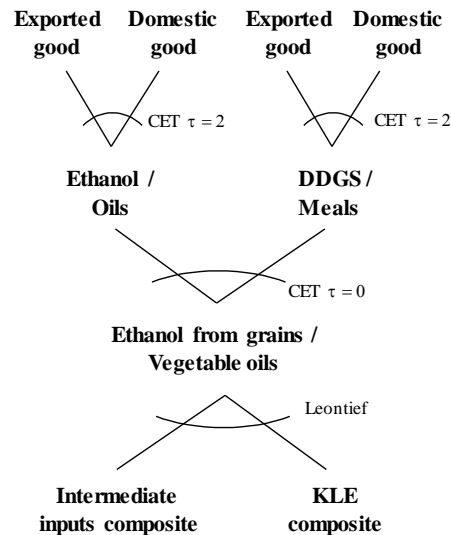 Exported Domestic Exported Domestic
good good good good
CET τ = 2 CET τ = 2
Ethanol / DDGS /
Oils Meals
CET τ = 0
Ethanol from grains /
Vegetable oils
Leontief
Intermediate KLE
inputs composite composite